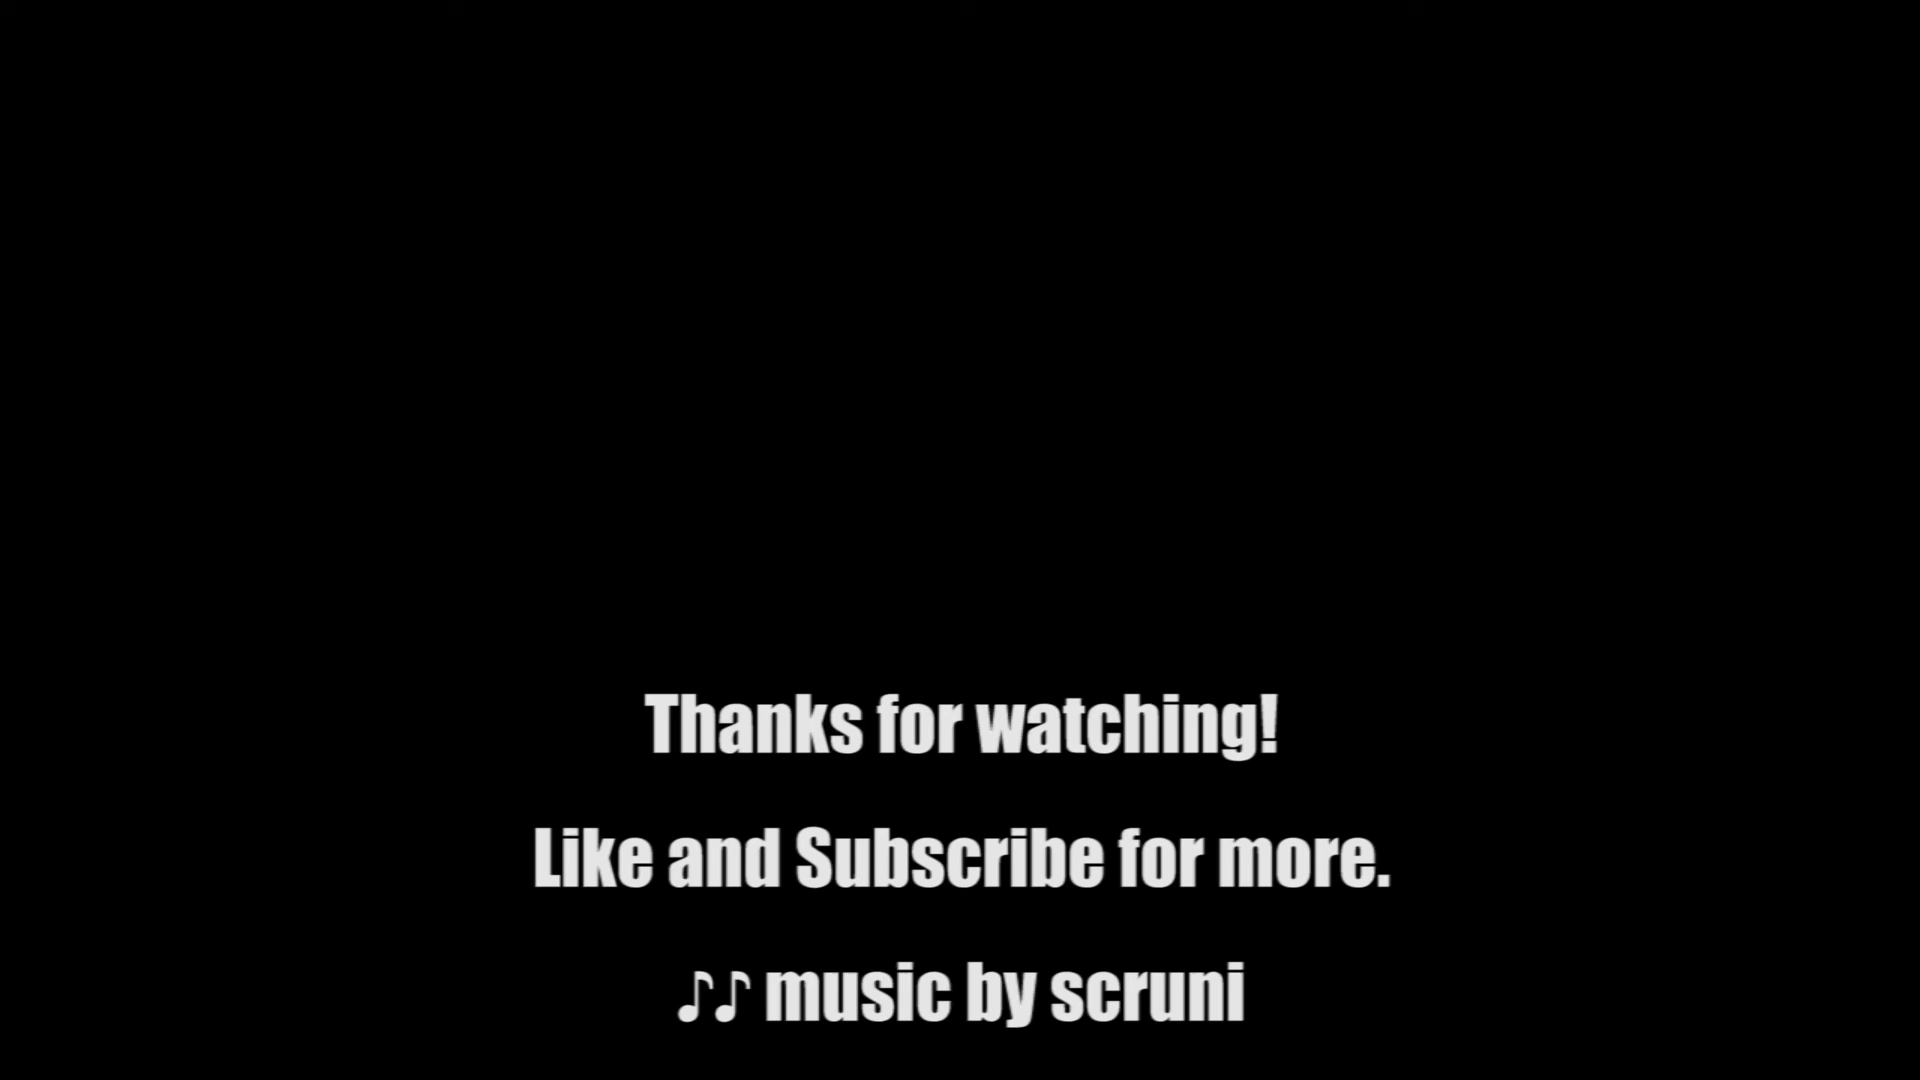 Thanks for watching!
Like and Subscribe for more.
♪♪ music by scruni